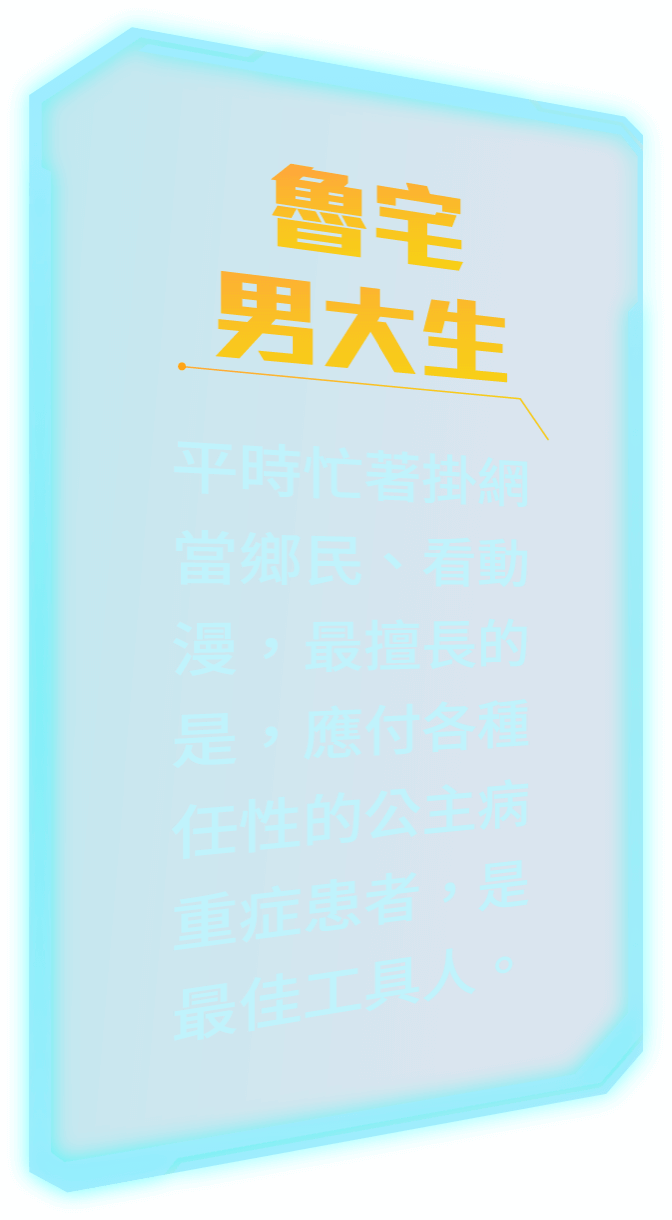 魯宅
男大生
平時忙著掛網
當鄉民、看動
漫，最擅長的
是，應付各種
任性的公主病
重症患者，是
最佳工具人。